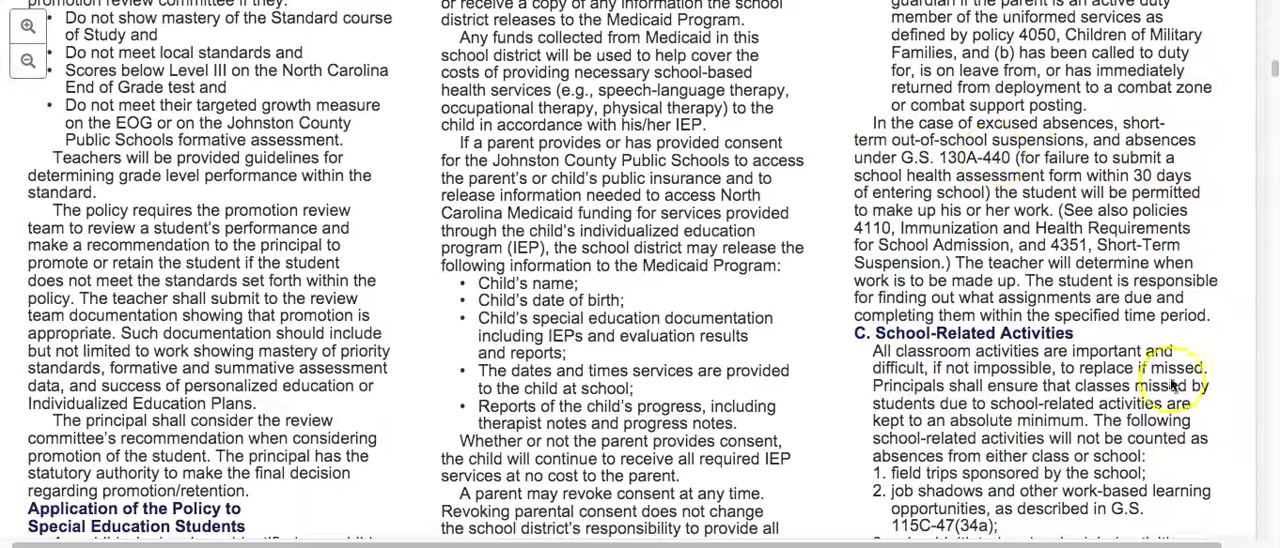 promotion review committee if they:
• Do not show mastery of the Standard course
of Study and
• Do not meet local standards and
• Scores below Level III on the North Carolina
End of Grade test and
• Do not meet their targeted growth measure
on the EOG or on the Johnston County
Public Schools formative assessment.
Teachers will be provided guidelines for
determining grade level performance within the
standard.
The policy requires the promotion review
team to review a student's performance and
make a recommendation to the principal to
promote or retain the student if the student
does not meet the standards set forth within the
policy. The teacher shall submit to the review
team documentation showing that promotion is
appropriate. Such documentation should include
but not limited to work showing mastery of priority
standards, formative and summative assessment
data, and success of personalized education or
Individualized Education Plans.
The principal shall consider the review
committee's recommendation when considering
promotion of the student. The principal has the
statutory authority to make the final decision
regarding promotion/retention.
Application of the Policy to
Special Education Students
or receive a copy of any information the school
district releases to the Medicaid Program.
Any funds collected from Medicaid in this
school district will be used to help cover the
costs of providing necessary school-based
health services (e.g., speech-language therapy,
occupational therapy, physical therapy) to the
child in accordance with his/her IEP.
If a parent provides or has provided consent
for the Johnston County Public Schools to access
the parent's or child's public insurance and to
release information needed to access North
Carolina Medicaid funding for services provided
through the child's individualized education
program (IEP), the school district may release the
following information to the Medicaid Program:
• Child's name;
• Child's date of birth;
• Child's special education documentation
including IEPs and evaluation results
and reports;
• The dates and times services are provided
to the child at school;
• Reports of the child's progress, including
therapist notes and progress notes.
Whether or not the parent provides consent,
the child will continue to receive all required IEP
services at no cost to the parent.
A parent may revoke consent at any time.
Revoking parental consent does not change
the school district's responsibility to provide all
guardian if the parent is an active duty
member of the uniformed services as
defined by policy 4050, Children of Military
Families, and (b) has been called to duty
for, is on leave from, or has immediately
returned from deployment to a combat zone
or combat support posting.
In the case of excused absences, short-
term out-of-school suspensions, and absences
under G.S. 130A-440 (for failure to submit a
school health assessment form within 30 days
of entering school) the student will be permitted
to make up his or her work. (See also policies
4110, Immunization and Health Requirements
for School Admission, and 4351, Short-Term
Suspension.) The teacher will determine when
work is to be made up. The student is responsible
for finding out what assignments are due and
completing them within the specified time period.
C. School-Related Activities
All classroom activities are important and
difficult, if not impossible, to replace if missed.
Principals shall ensure that classes missed by
students due to school-related activities are
kept to an absolute minimum. The following
school-related activities will not be counted as
absences from either class or school:
1. field trips sponsored by the school;
2. job shadows and other work-based learning
opportunities, as described in G.S.
115C-47(34a);